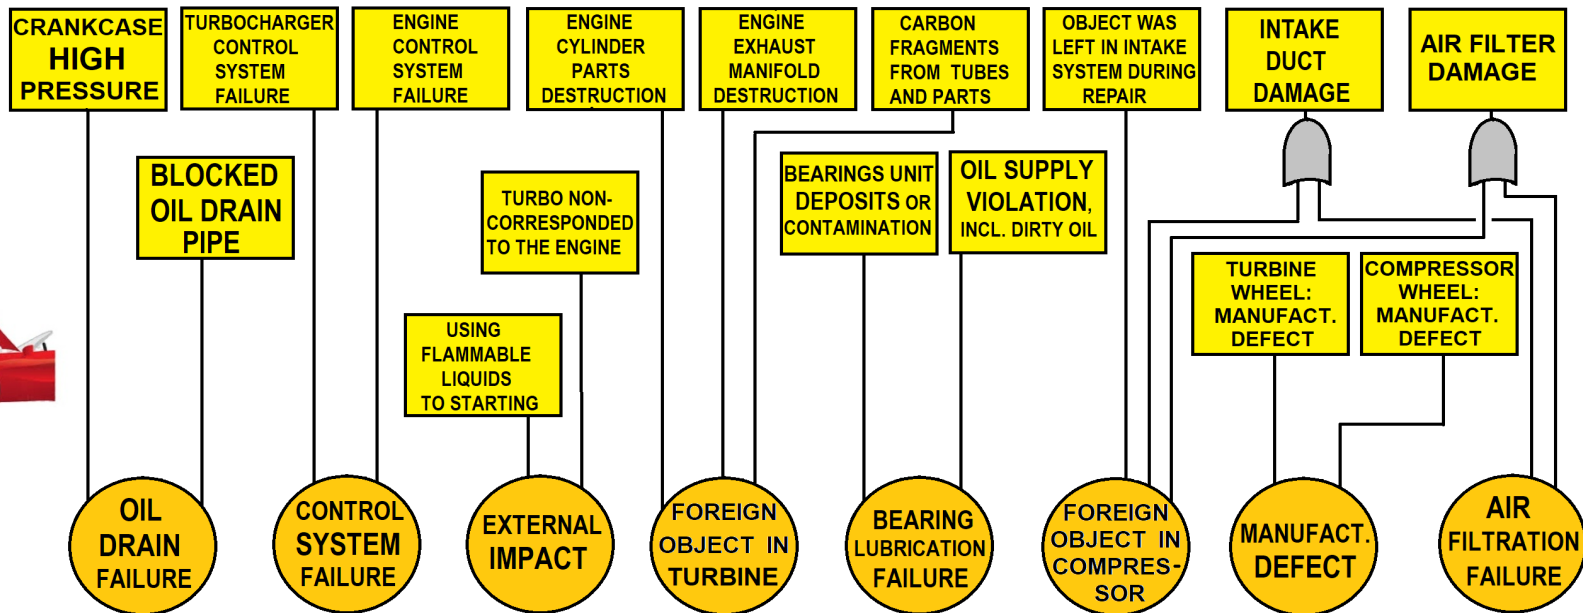 CRANKCASE
HIGH
PRESSURE
TURBOCHARGER
CONTROL
SYSTEM
FAILURE
ENGINE
CONTROL
SYSTEM
FAILURE
ENGINE
CYLINDER
PARTS
DESTRUCTION
ENGINE
EXHAUST
MANIFOLD
DESTRUCTION
CARBON
FRAGMENTS
FROM TUBES
AND PARTS
OBJECT WAS
LEFT IN INTAKE
SYSTEM DURING
REPAIR
INTAKE
DUCT
DAMAGE
AIR FILTER
DAMAGE
BLOCKED
OIL DRAIN
PIPE
TURBO NON-
CORRESPONDED
TO THE ENGINE
BEARINGS UNIT
DEPOSITS OR
CONTAMINATION
OIL SUPPLY
VIOLATION,
INCL. DIRTY OIL
USING
FLAMMABLE
LIQUIDS
TO STARTING
TURBINE
WHEEL:
MANUFACT.
DEFECT
COMPRESSOR
WHEEL:
MANUFACT.
DEFECT
OIL
DRAIN
FAILURE
CONTROL
SYSTEM
FAILURE
EXTERNAL
IMPACT
FOREIGN
OBJECT IN
TURBINE
BEARING
LUBRICATION
FAILURE
FOREIGN
OBJECT IN
COMPRES-
SOR
MANUFACT.
DEFECT
AIR
FILTRATION
FAILURE